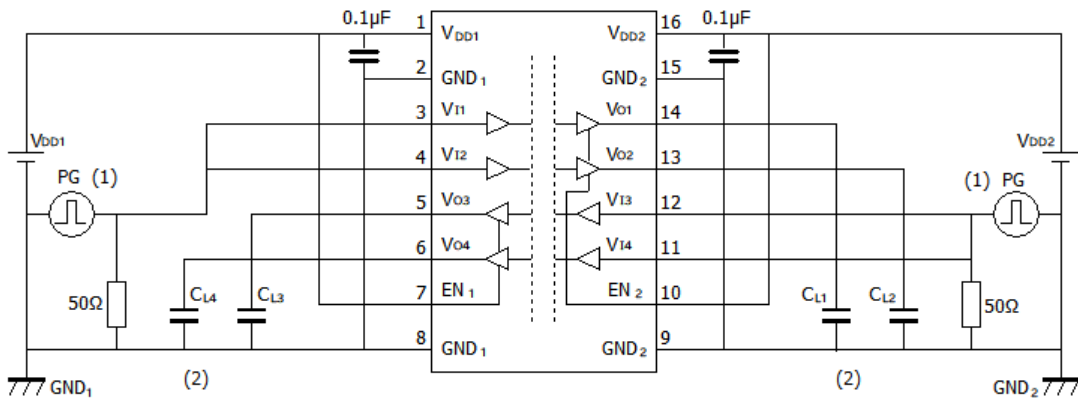 0.1μF 1 16 0.1μF
VDD1 VDD2
2 15
GND1 GND2
3 VI1 VO1 14
VDD1 VDD2
4 VI2 VO2 13
PG (1) (1) PG
5 VO3 VI3 12
6 VO4 VI4 11
50Ω CL4 CL3 7 EN1 EN2 10 CL1 CL2 50Ω
8 GND1 GND2 9
GND1 (2) (2) GND2